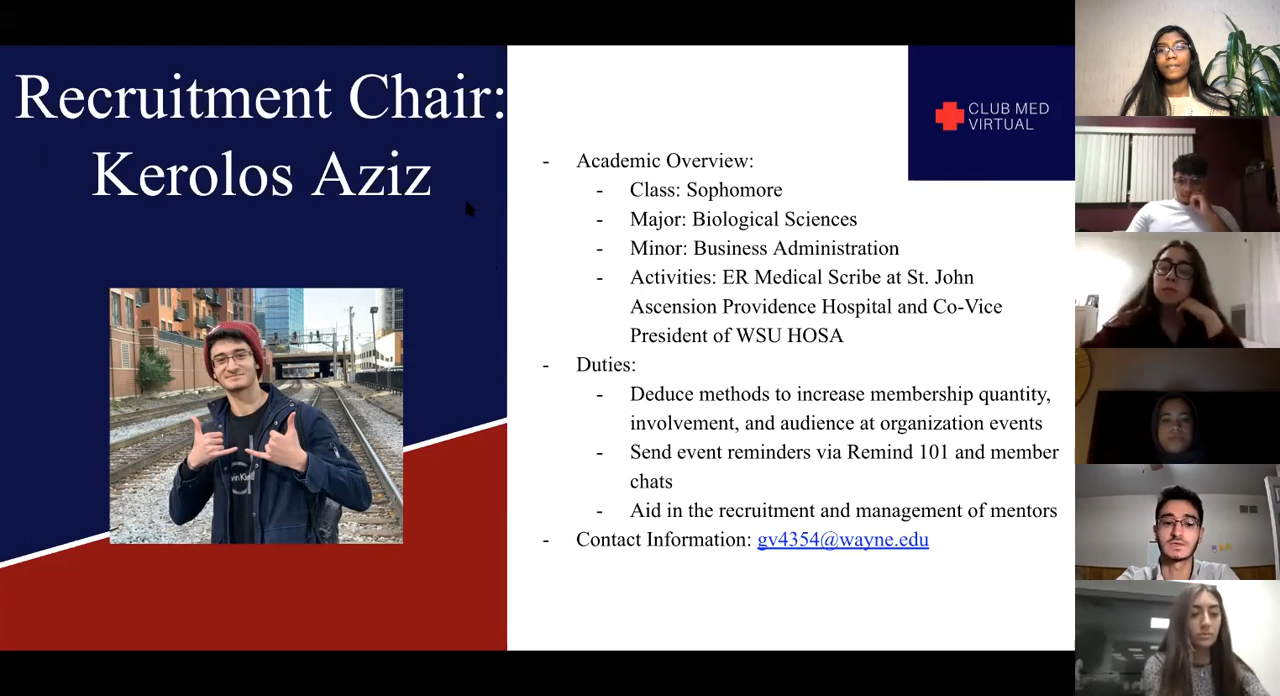 Recruitment Chair:
Kerolos Aziz
CLUB MED
VIRTUAL
- Academic Overview:
- Class: Sophomore
- Major: Biological Sciences
- Minor: Business Administration
- Activities: ER Medical Scribe at St. John
Ascension Providence Hospital and Co-Vice
President of WSU HOSA
- Duties:
- Deduce methods to increase membership quantity,
involvement, and audience at organization events
- Send event reminders via Remind 101 and member
chats
- Aid in the recruitment and management of mentors
- Contact Information: gv4354@wayne.edu